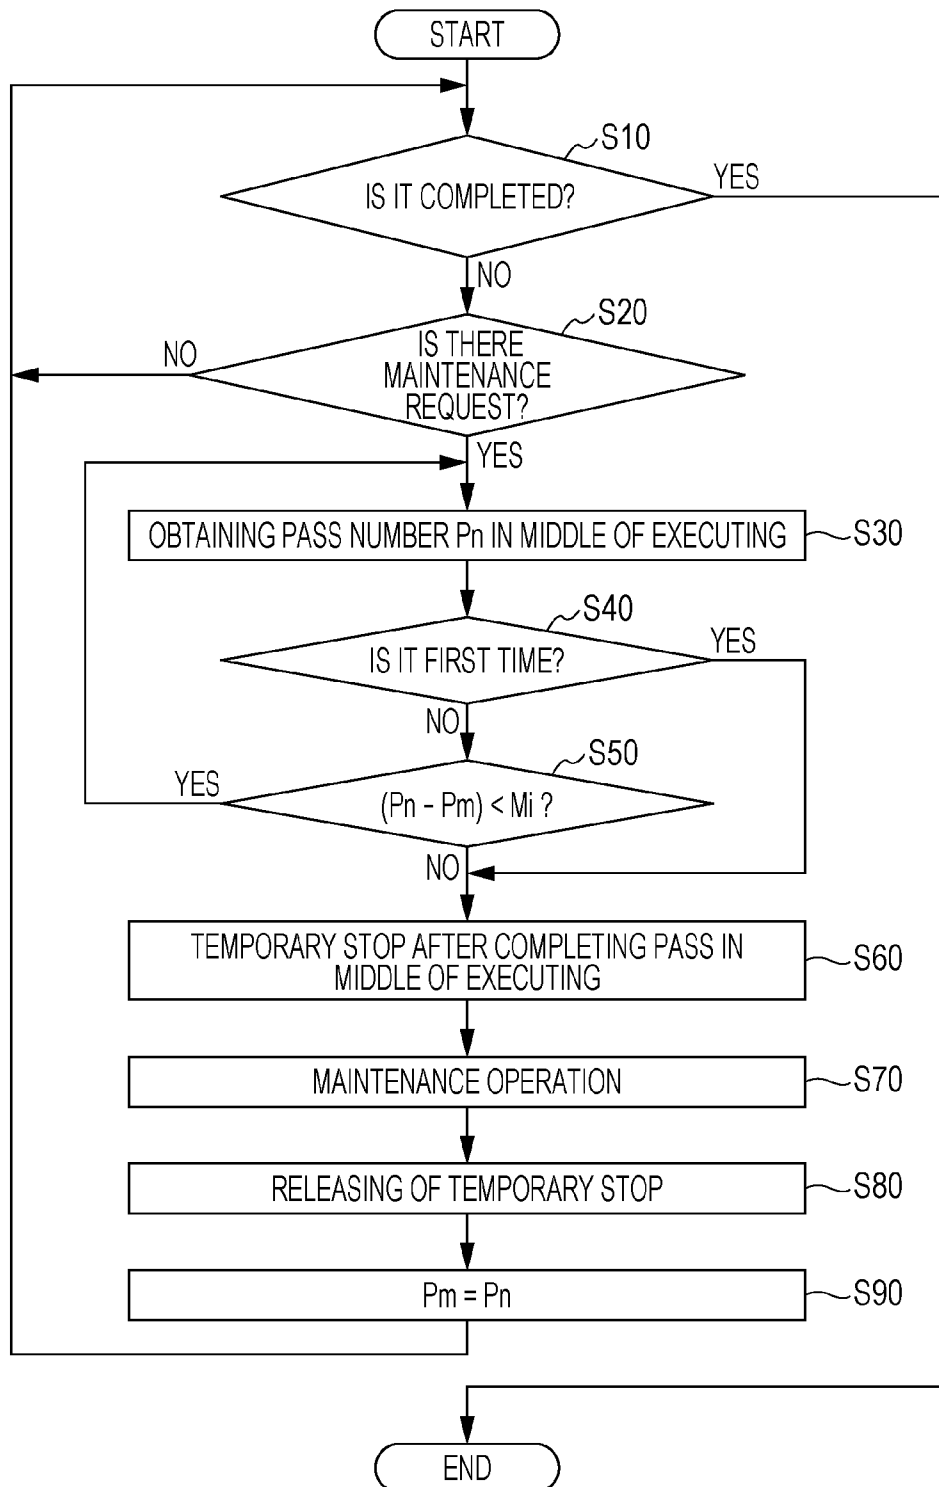 START
S10
IS IT COMPLETED?
YES
NO
S20
IS THERE
MAINTENANCE
REQUEST?
NO
YES
OBTAINING PASS NUMBER Pn IN MIDDLE OF EXECUTING
S30
S40
IS IT FIRST TIME?
YES
NO
S50
(Pn – Pm) < Mi ?
YES
NO
TEMPORARY STOP AFTER COMPLETING PASS IN
MIDDLE OF EXECUTING
S60
MAINTENANCE OPERATION
S70
RELEASING OF TEMPORARY STOP
S80
Pm = Pn
S90
END